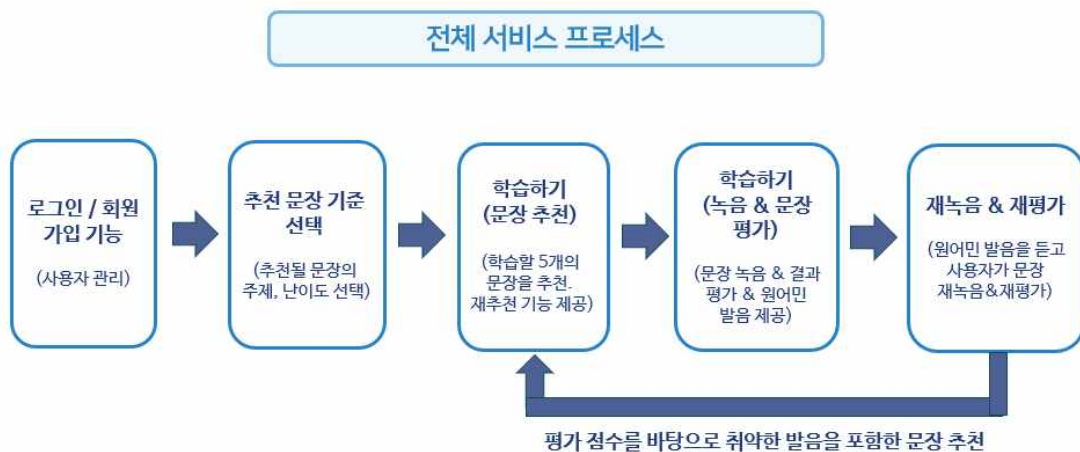 전체 서비스 프로세스
로그인 / 회원
가입 기능
(사용자 관리)
추천 문장 기준
선택
(추천될 문장의
주제, 난이도 선택)
학습하기
(문장 추천)
(학습할 5개의
문장을 추천.
재추천 기능 제공)
학습하기
(녹음 & 문장
평가)
(문장 녹음 & 결과
평가 & 원어민
발음 제공)
재녹음 & 재평가
(원어민 발음을 듣고
사용자가 문장
재녹음&재평가)
평가 점수를 바탕으로 취약한 발음을 포함한 문장 추천